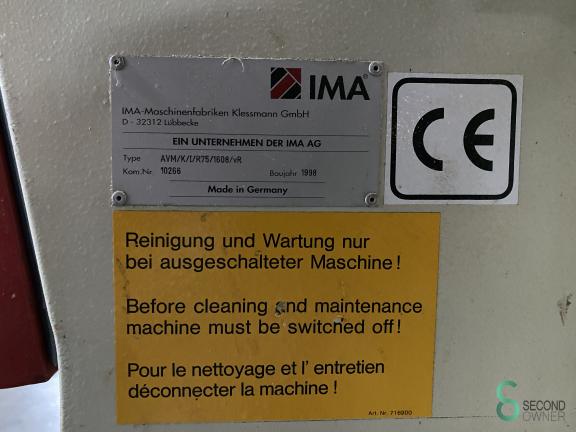 IMA
IMA-Maschinenfabriken Klessmann GmbH
D - 32312 Lübbecke
EIN UNTERNEHMEN DER IMA AG
Type AVM/K/I/R75/1608/vR
Kom.Nr. 10266 Baujahr 1998
Made in Germany
CE
Reinigung und Wartung nur
bei ausgeschalteter Maschine!
Before cleaning and maintenance
machine must be switched off!
Pour le nettoyage et l' entretien
déconnecter la machine!
Art. Nr. 716900
SECOND
OWNER